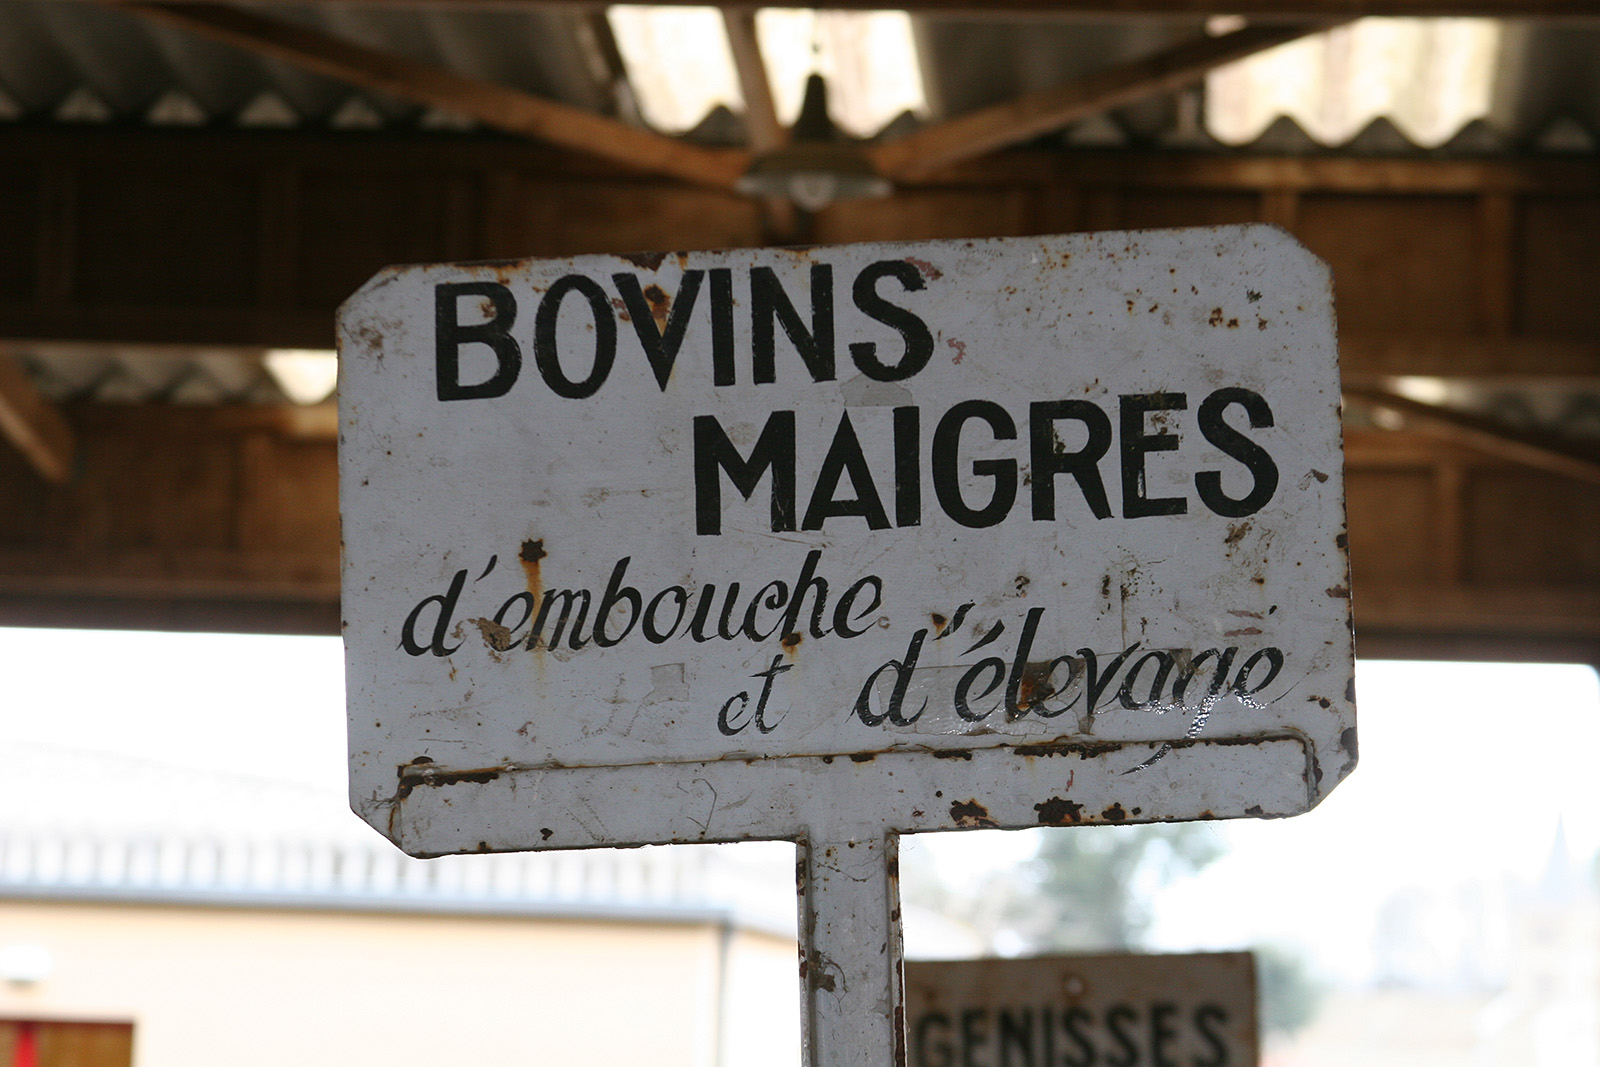 BOVINS
MAIGRES
d'embouche
et d'élevage
GENISSES